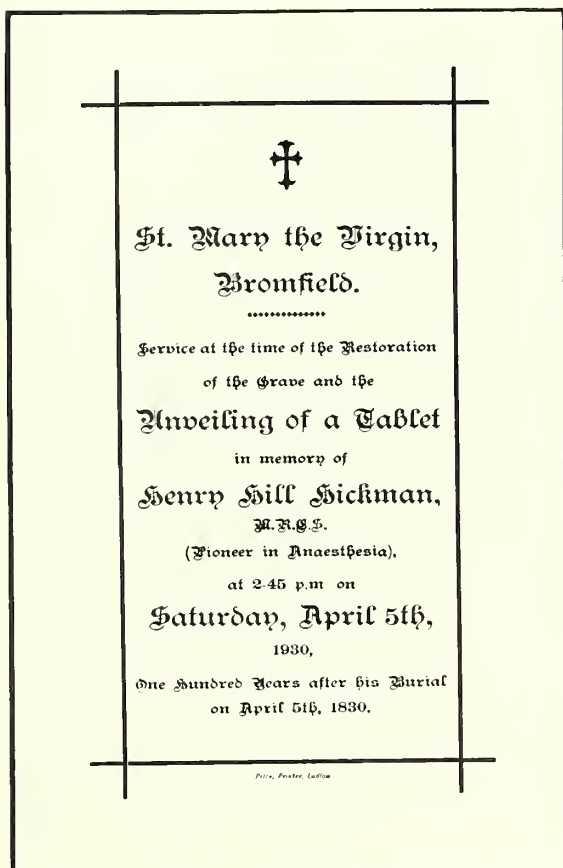 St. Mary the Virgin,
Bromfield.
Service at the time of the Restoration
of the Grave and the
Unveiling of a Tablet
in memory of
Henry Hill Hickman,
M.R.C.S.
(Pioneer in Anaesthesia),
at 2-45 p.m on
Saturday, April 5th,
1930,
One Hundred Years after his Burial
on April 5th, 1830.
Printer, Ludlow